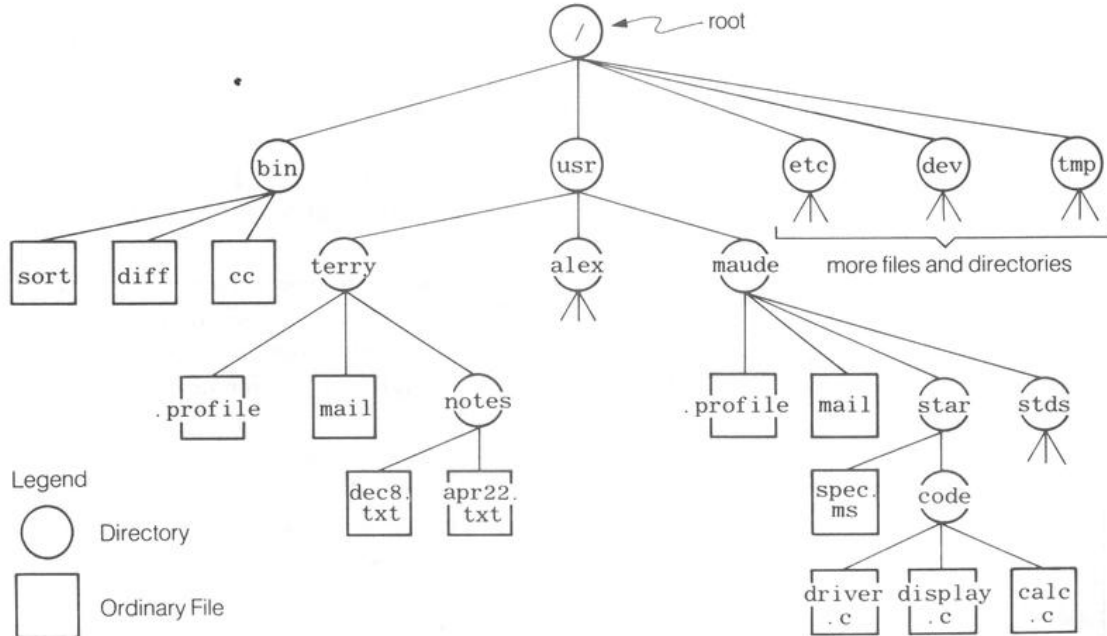 /
root
bin
usr
etc
dev
tmp
sort
diff
cc
terry
alex
maude
more files and directories
.profile
mail
notes
.profile
mail
star
stds
dec8.
txt
apr22.
txt
spec.
ms
code
driver
.c
display
.c
calc
.c
Legend
Directory
Ordinary File